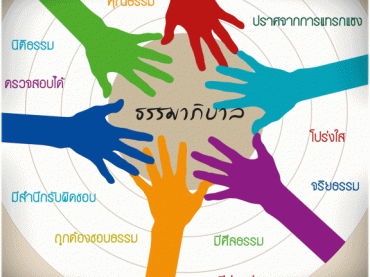 คุณธรรม
ปราศจากการแทรกแซง
นิติธรรม
ตรวจสอบได้
ธรรมาภิบาล
โปร่งใส
จริยธรรม
มีสำนึกรับผิดชอบ
ถูกต้องชอบธรรม
มีศีลธรรม